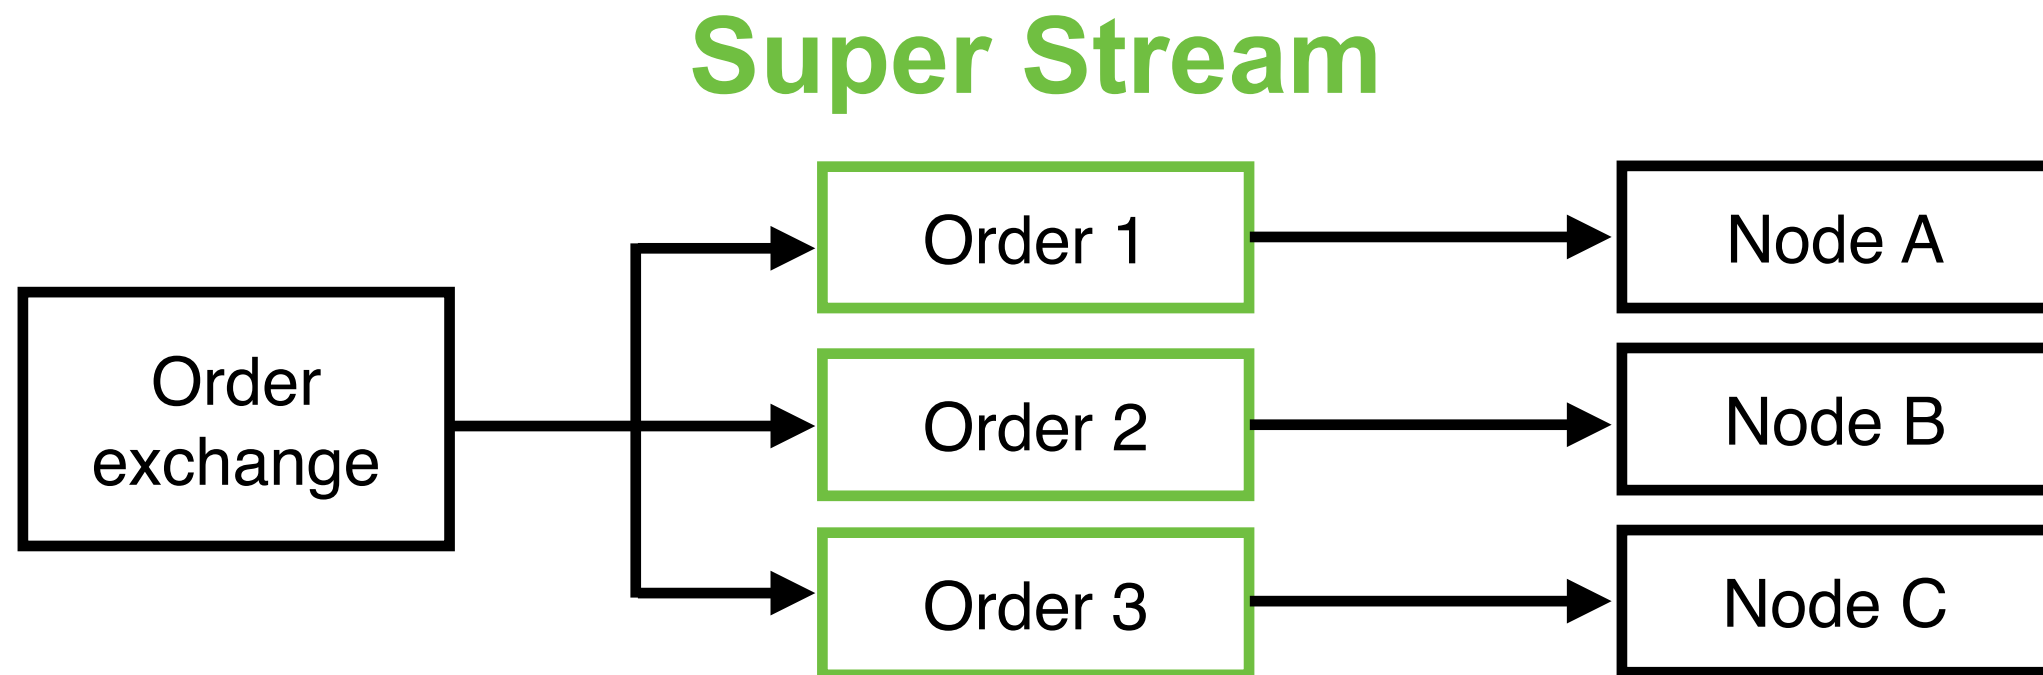 Super Stream
Order 1
Node A
Order
exchange
Order 2
Node B
Order 3
Node C